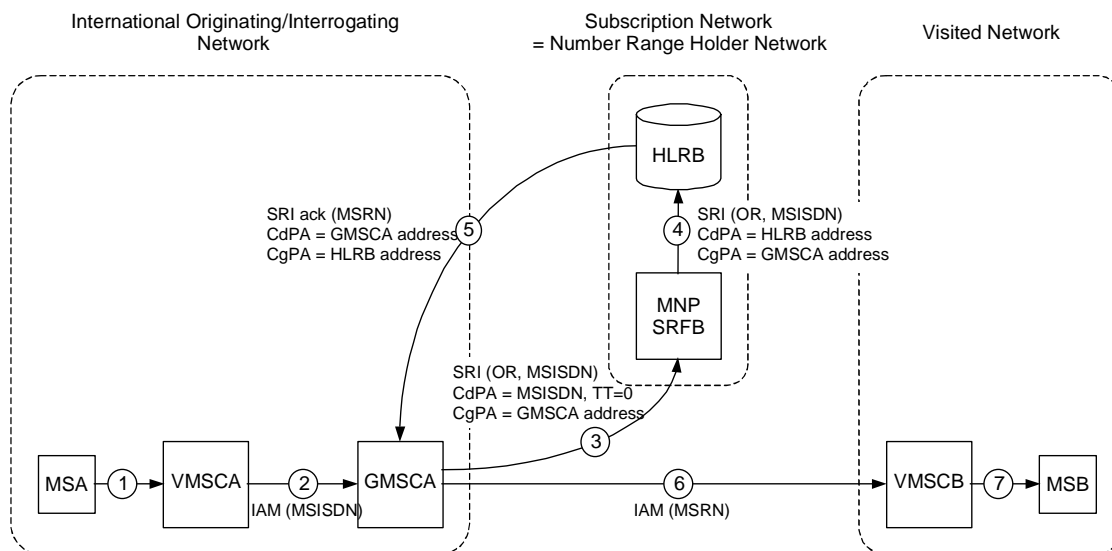 International Originating/Interrogating
Network
Subscription Network
= Number Range Holder Network
Visited Network
HLRB
SRI ack (MSRN)
CdPA = GMSCA address
CgPA = HLRB address
5
4
SRI (OR, MSISDN)
CdPA = HLRB address
CgPA = GMSCA address
MNP
SRFB
SRI (OR, MSISDN)
CdPA = MSISDN, TT=0
CgPA = GMSCA address
3
MSA
1
VMSCA
2
IAM (MSISDN)
GMSCA
6
IAM (MSRN)
VMSCB
7
MSB